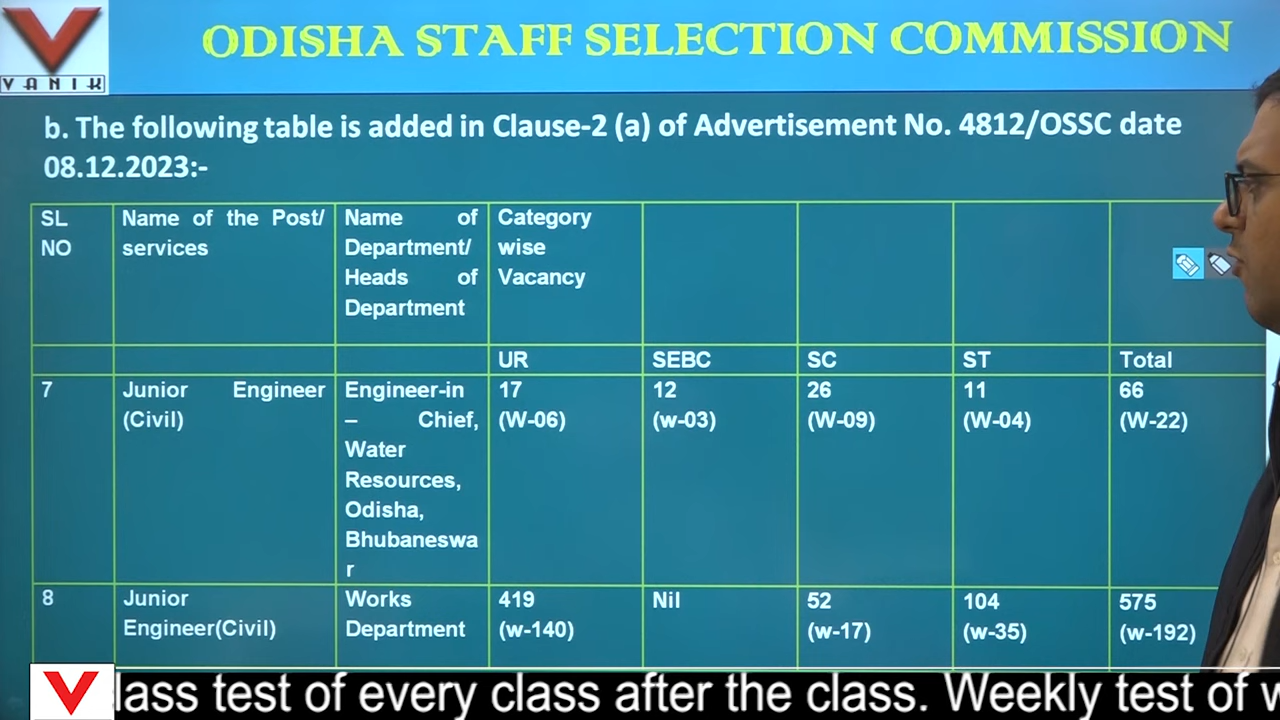 VANIK
ODISHA STAFF SELECTION COMMISSION
b. The following table is added in Clause-2 (a) of Advertisement No. 4812/OSSC date
08.12.2023:-
SL
NO
Name of the Post/
services
Name of
Department/
Heads of
Department
Category
wise
Vacancy
UR
SEBC
SC
ST
Total
7
Junior Engineer
(Civil)
Engineer-in
– Chief,
Water
Resources,
Odisha,
Bhubaneswa
r
17
(W-06)
12
(w-03)
26
(W-09)
11
(W-04)
66
(W-22)
8
Junior
Engineer(Civil)
Works
Department
419
(w-140)
Nil
52
(w-17)
104
(w-35)
575
(w-192)
lass test of every class after the class. Weekly test of w